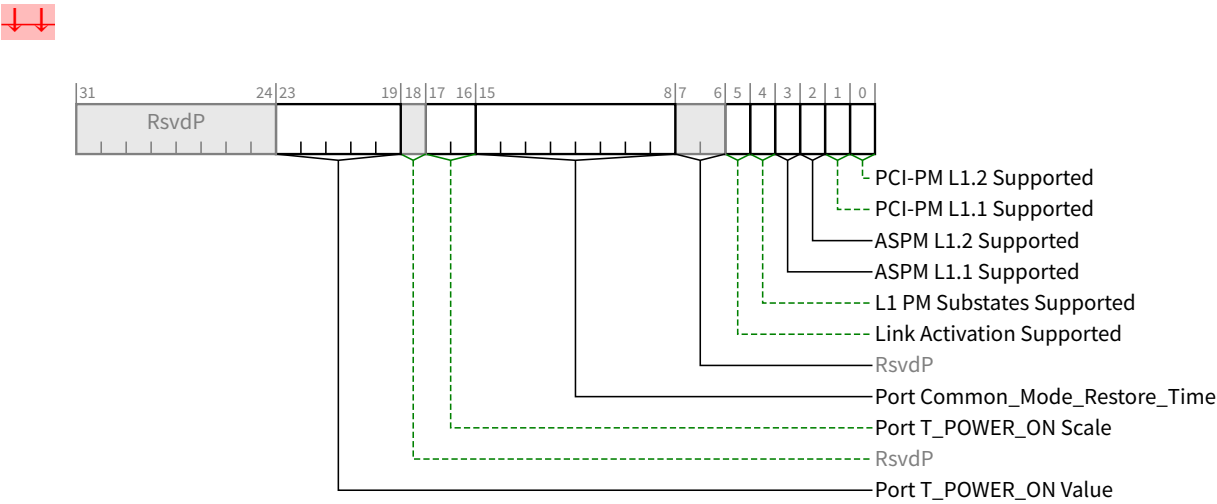 31 24 23 19 18 17 16 15 8 7 6 5 4 3 2 1 0
RsvdP
PCI-PM L1.2 Supported
PCI-PM L1.1 Supported
ASPM L1.2 Supported
ASPM L1.1 Supported
L1 PM Substates Supported
Link Activation Supported
RsvdP
Port Common_Mode_Restore_Time
Port T_POWER_ON Scale
RsvdP
Port T_POWER_ON Value